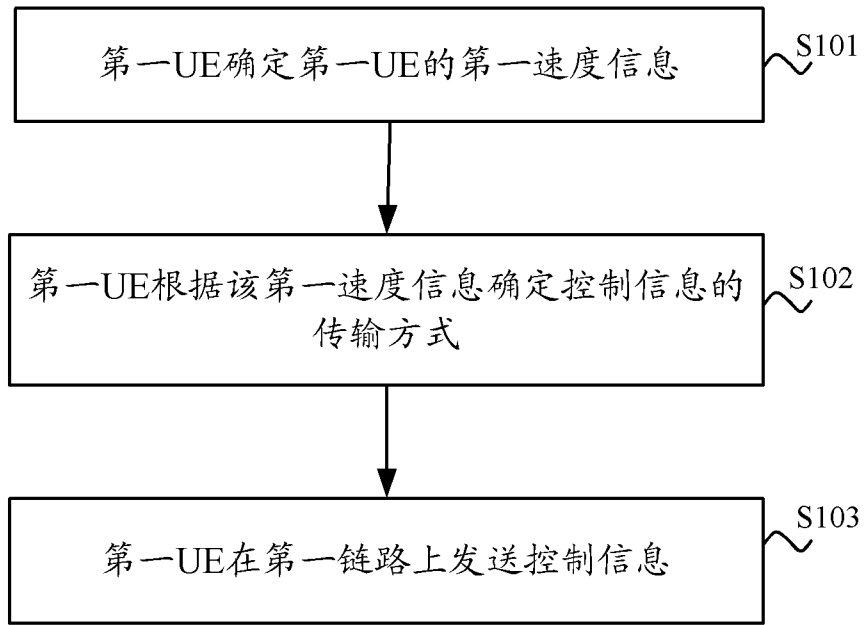 第一UE确定第一UE的第一速度信息
S101
第一UE根据该第一速度信息确定控制信息的
传输方式
S102
第一UE在第一链路上发送控制信息
S103